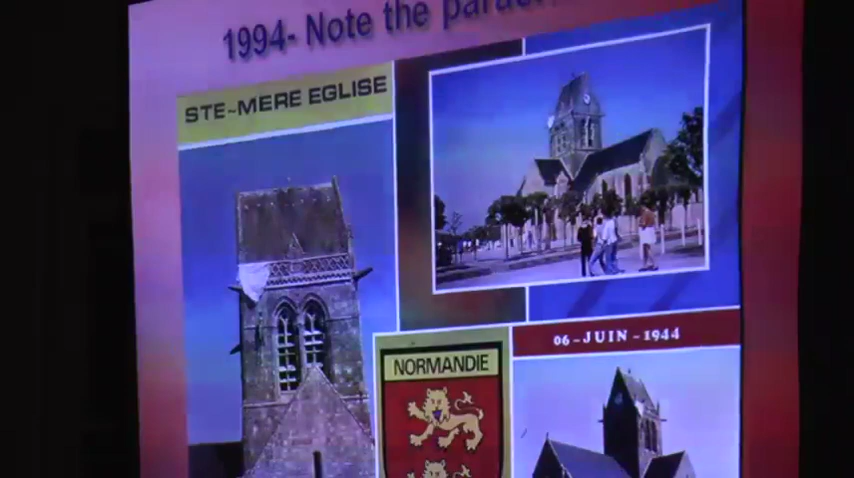 1994- Note the
STE-MERE EGLISE
06-JUIN-1944
NORMANDIE